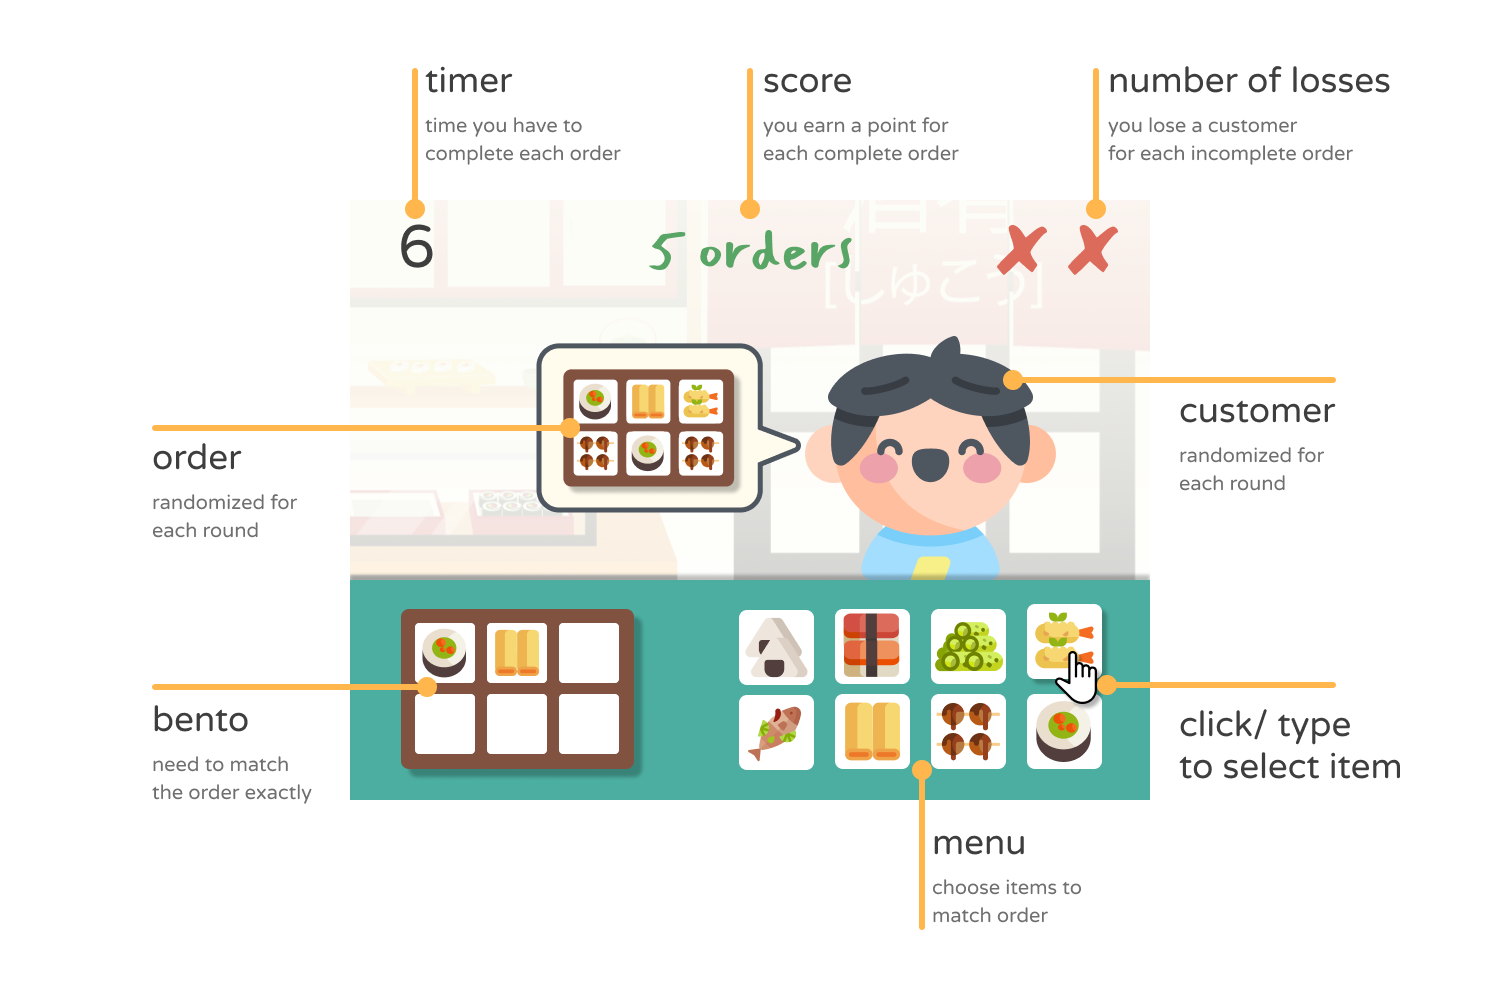 timer
time you have to
complete each order
score
you earn a point for
each complete order
number of losses
you lose a customer
for each incomplete order
6
5 orders
[しゅこう]
order
randomized for
each round
customer
randomized for
each round
bento
need to match
the order exactly
click/ type
to select item
menu
choose items to
match order